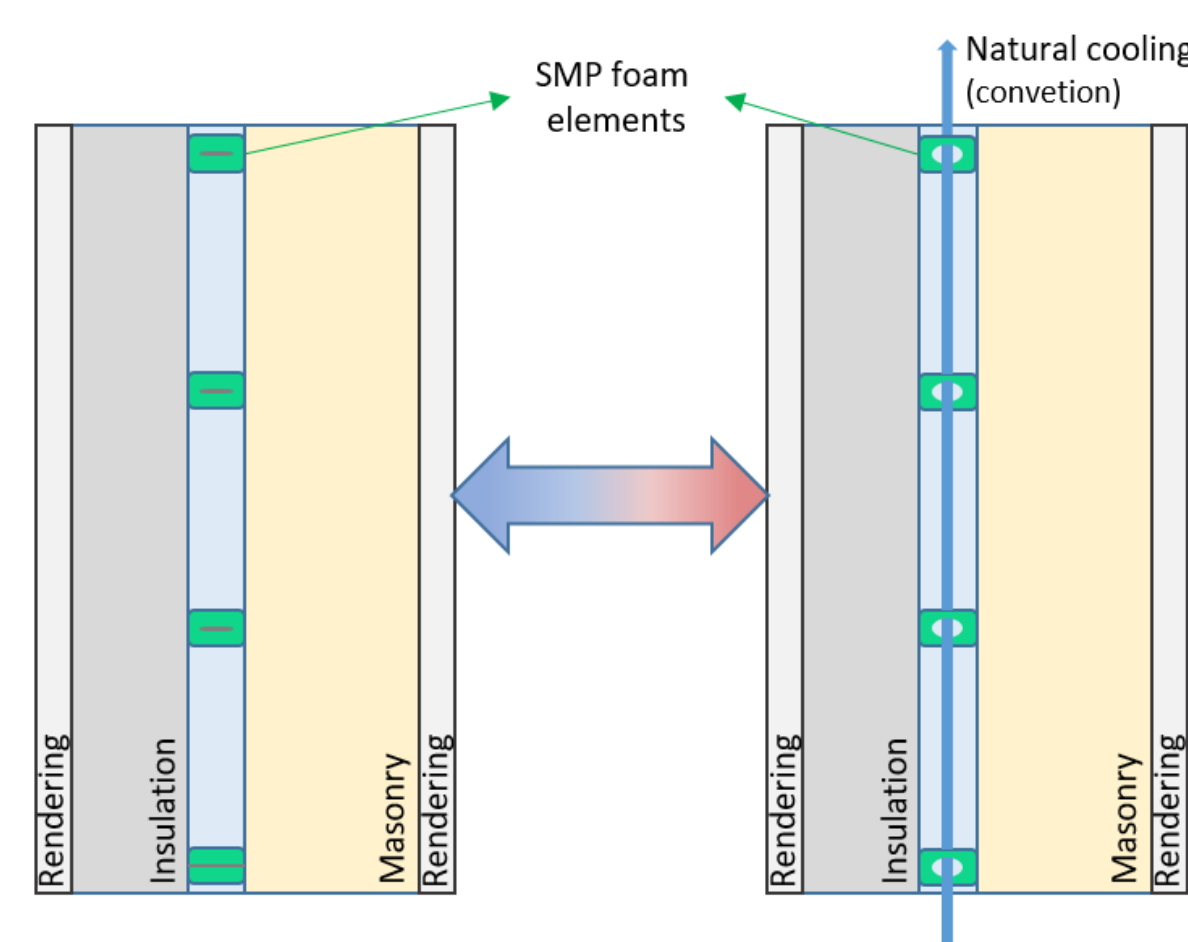 SMP foam
elements
Natural cooling
(convetion)
Rendering
Insulation
Masonry
Rendering
Rendering
Insulation
Masonry
Rendering